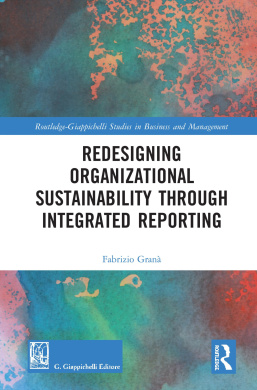 Routledge-Giappichelli Studies in Business and Management
REDESIGNING
ORGANIZATIONAL
SUSTAINABILITY THROUGH
INTEGRATED REPORTING
Fabrizio Granà
G. Giappichelli Editore
ROUTLEDGE